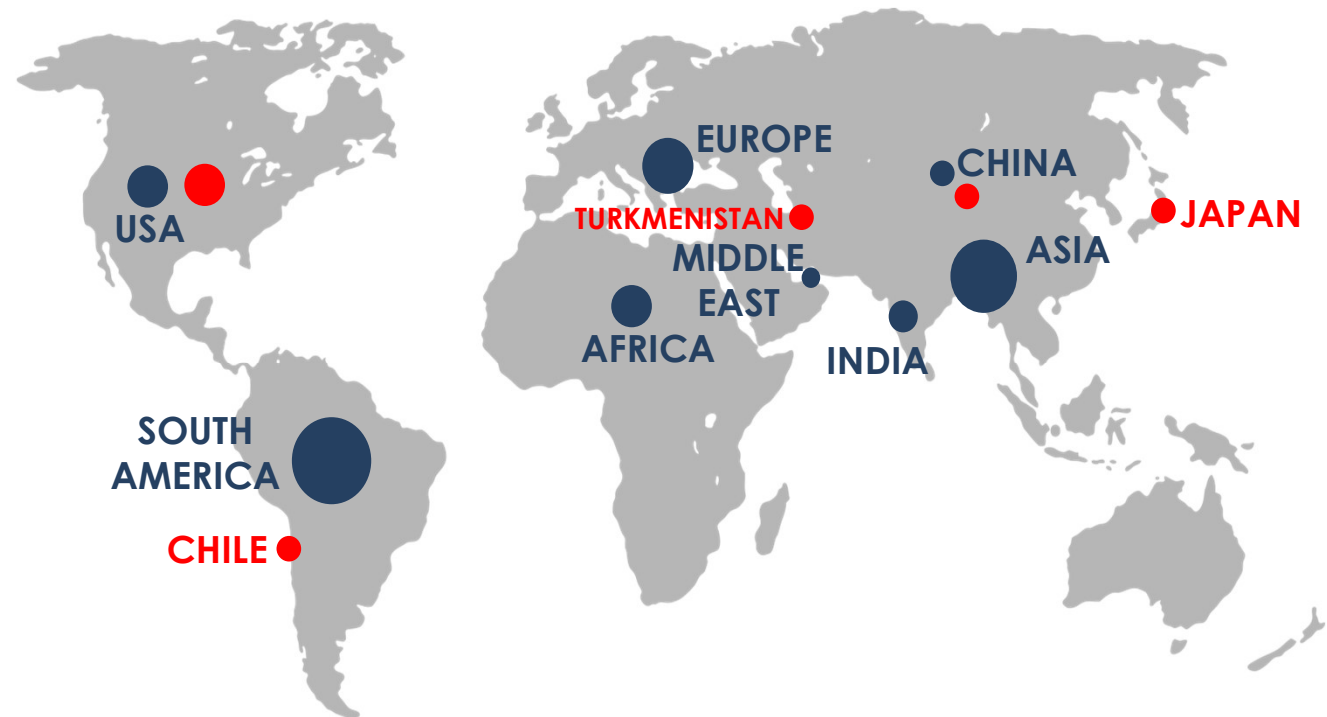 EUROPE
CHINA
USA
TURKMENISTAN
JAPAN
MIDDLE
EAST
ASIA
AFRICA
INDIA
SOUTH
AMERICA
CHILE